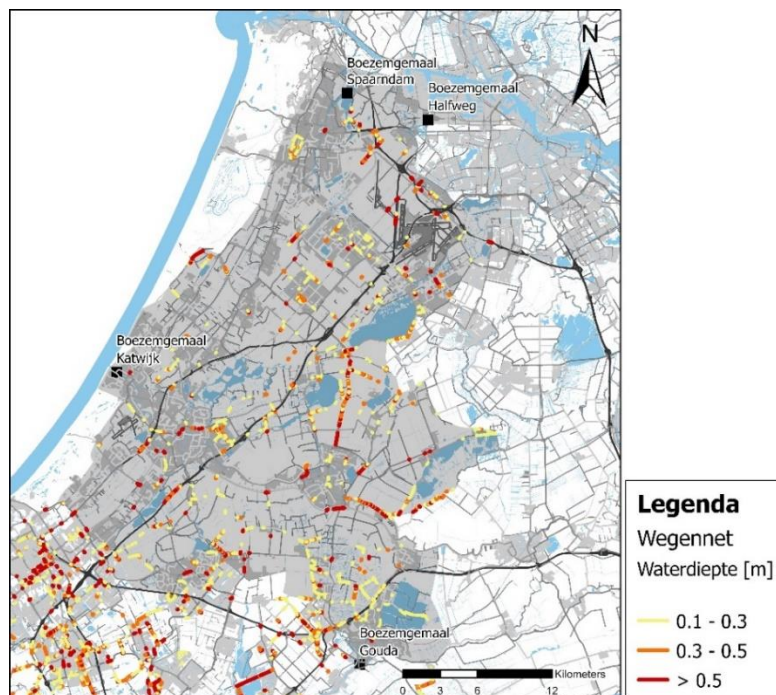 N
Boezemgemaal
Spaarndam
Boezemgemaal
Halfweg
Boezemgemaal
Katwijk
Boezemgemaal
Gouda
Kilometers
0 3 6 12
Legenda
Wegennet
Waterdiepte [m]
0.1 - 0.3
0.3 - 0.5
> 0.5